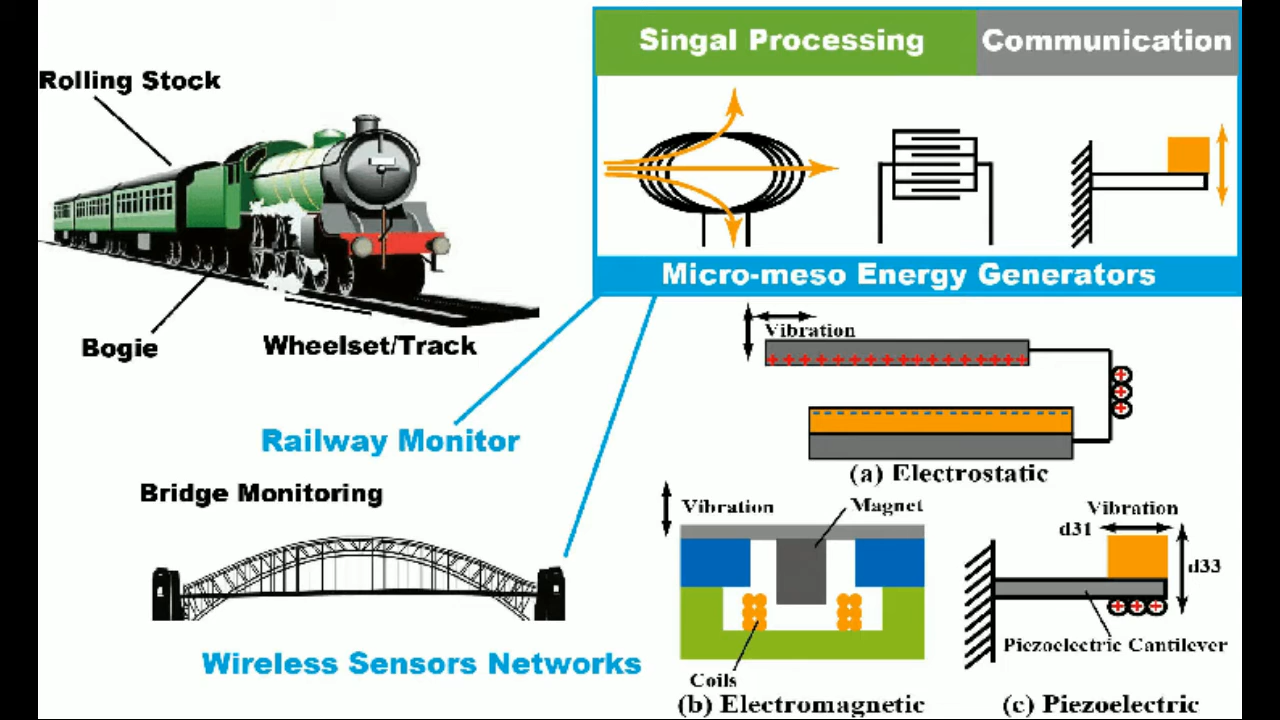 Singal Processing
Communication
Rolling Stock
Micro-meso Energy Generators
Bogie
Wheelset/Track
Vibration
Railway Monitor
(a) Electrostatic
Bridge Monitoring
Vibration
Magnet
Vibration
d31
d33
Piezoelectric Cantilever
Wireless Sensors Networks
Coils
(b) Electromagnetic
(c) Piezoelectric